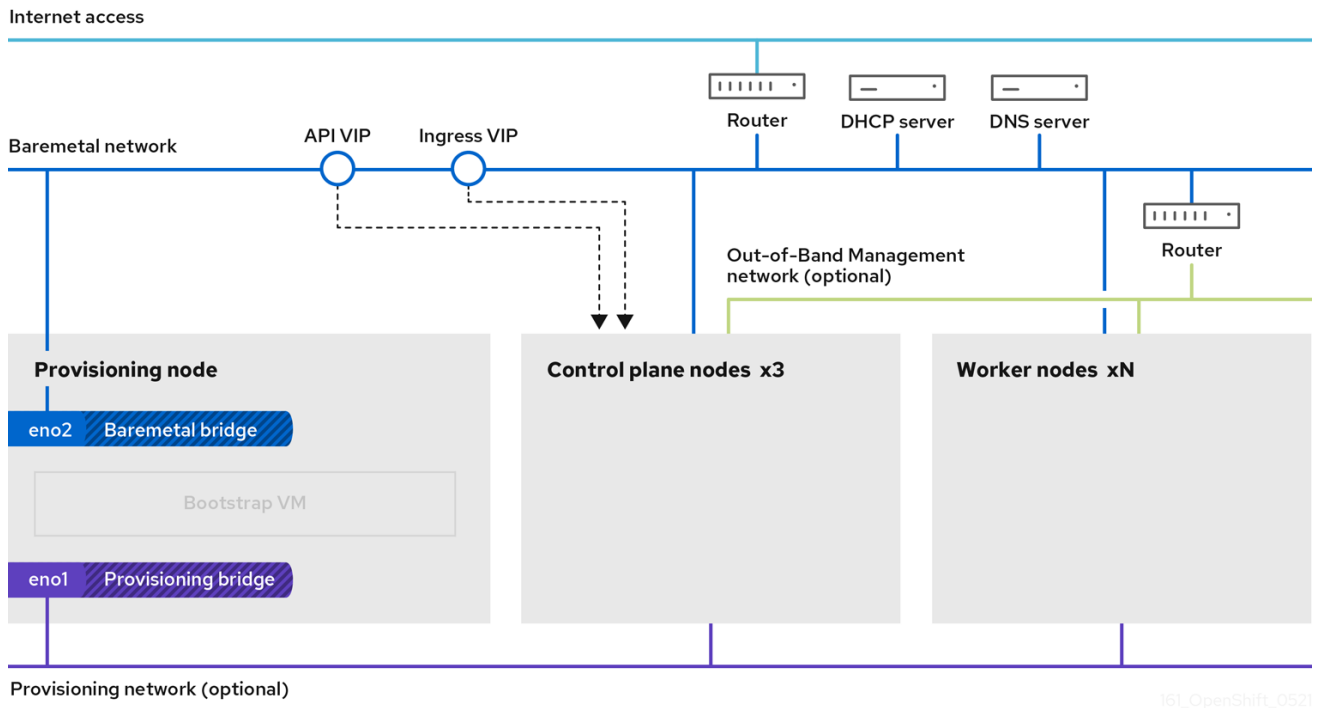 Internet access
Router
DHCP server
DNS server
API VIP
Ingress VIP
Baremetal network
Router
Out-of-Band Management
network (optional)
Provisioning node
Control plane nodes x3
Worker nodes xN
eno2
Baremetal bridge
Bootstrap VM
eno1
Provisioning bridge
Provisioning network (optional)
161_OpenShift_0521